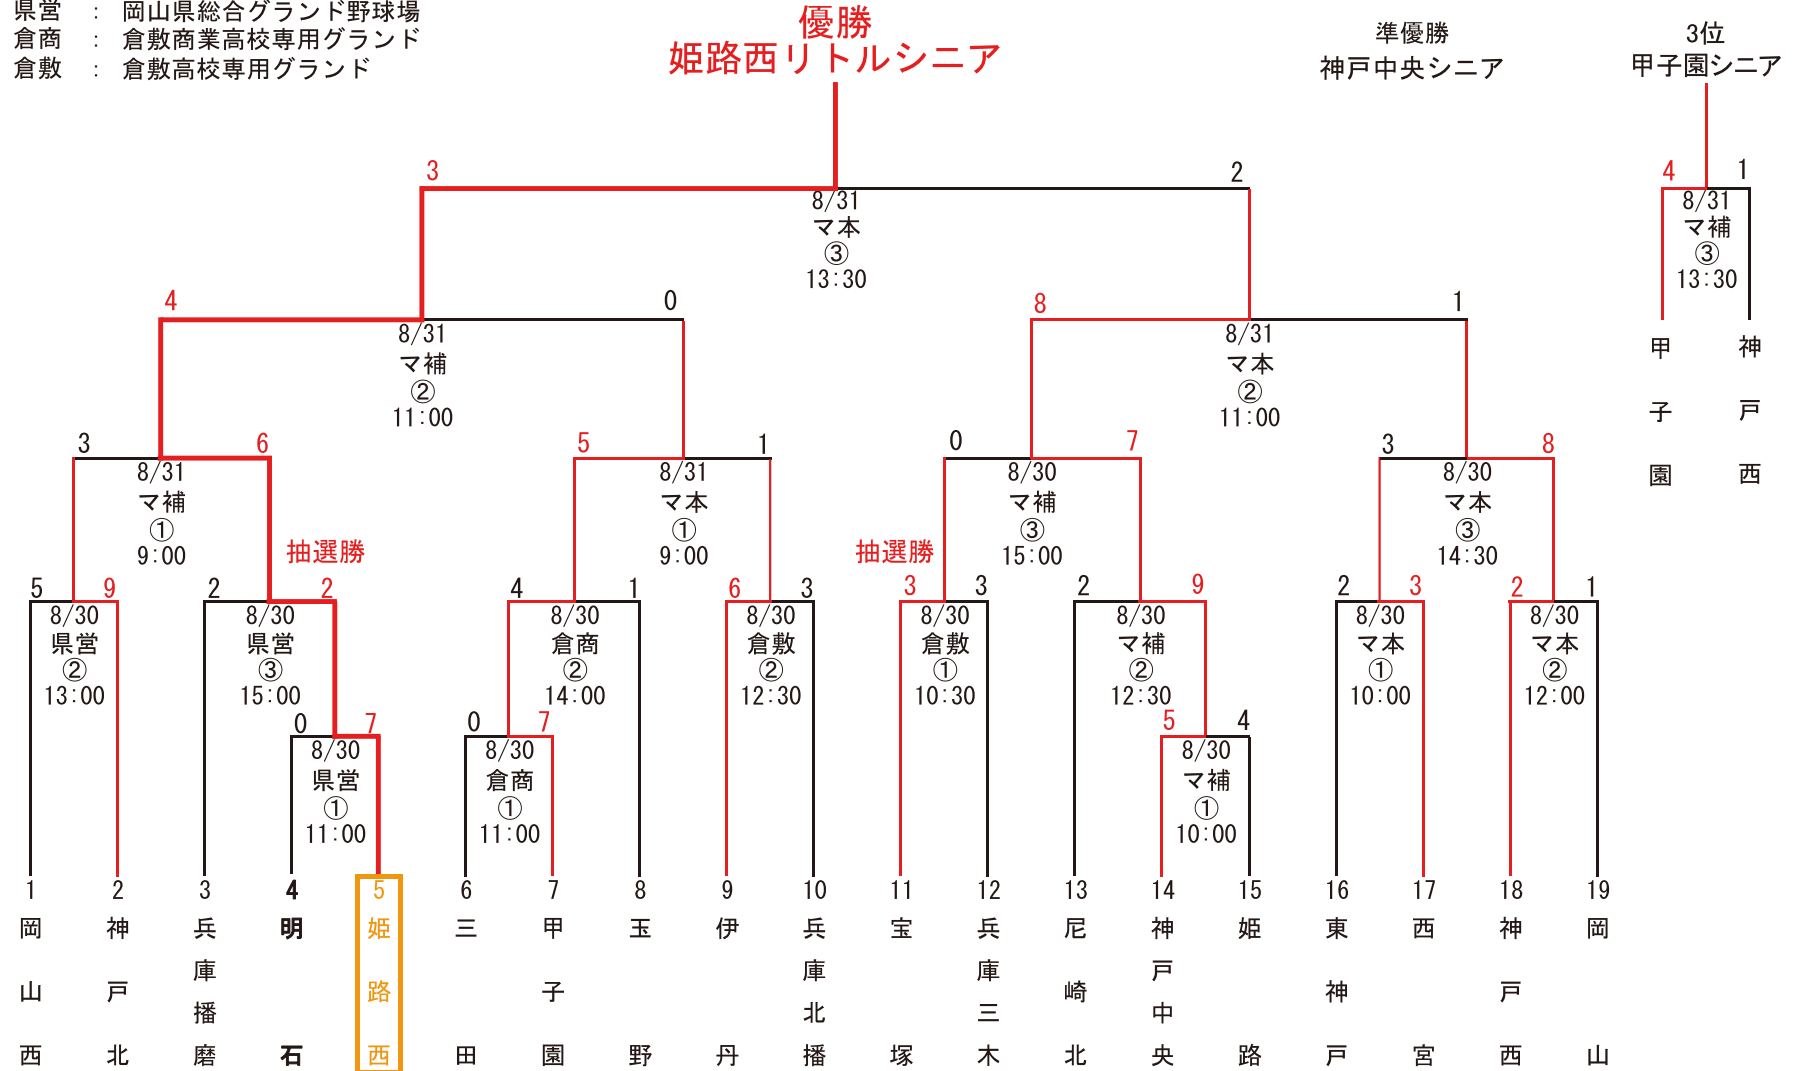 県営 : 岡山県総合グランド野球場
倉商 : 倉敷商業高校専用グランド
倉敷 : 倉敷高校専用グランド
優勝
姫路西リトルシニア
準優勝
神戸中央シニア
3位
甲子園シニア
3 2
8/31
マ本
③
13:30
4 1
8/31
マ補
③
13:30
甲子園
神戸西
4 0
8/31
マ補
②
11:00
8 1
8/31
マ本
②
11:00
3 6
8/31
マ補
①
9:00
5 1
8/31
マ本
①
9:00
0 7
8/30
マ補
③
15:00
3 8
8/30
マ本
③
14:30
抽選勝
抽選勝
5 9
8/30
県営
②
13:00
2 2
8/30
県営
③
15:00
4 1
8/30
倉商
②
14:00
6 3
8/30
倉敷
②
12:30
3 3
8/30
倉敷
①
10:30
2 9
8/30
マ補
②
12:30
2 3
8/30
マ本
①
10:00
2 1
8/30
マ本
②
12:00
0 7
8/30
県営
①
11:00
0 7
8/30
倉商
①
11:00
5 4
8/30
マ補
①
10:00
1 岡山西
2 神戸北
3 兵庫播磨
4 明石
5 姫路西
6 三田
7 甲子園
8 玉野
9 伊丹
10 兵庫北播
11 宝塚
12 兵庫三木
13 尼崎北
14 神戸中央
15 姫路
16 東神戸
17 西宮
18 神戸西
19 岡山